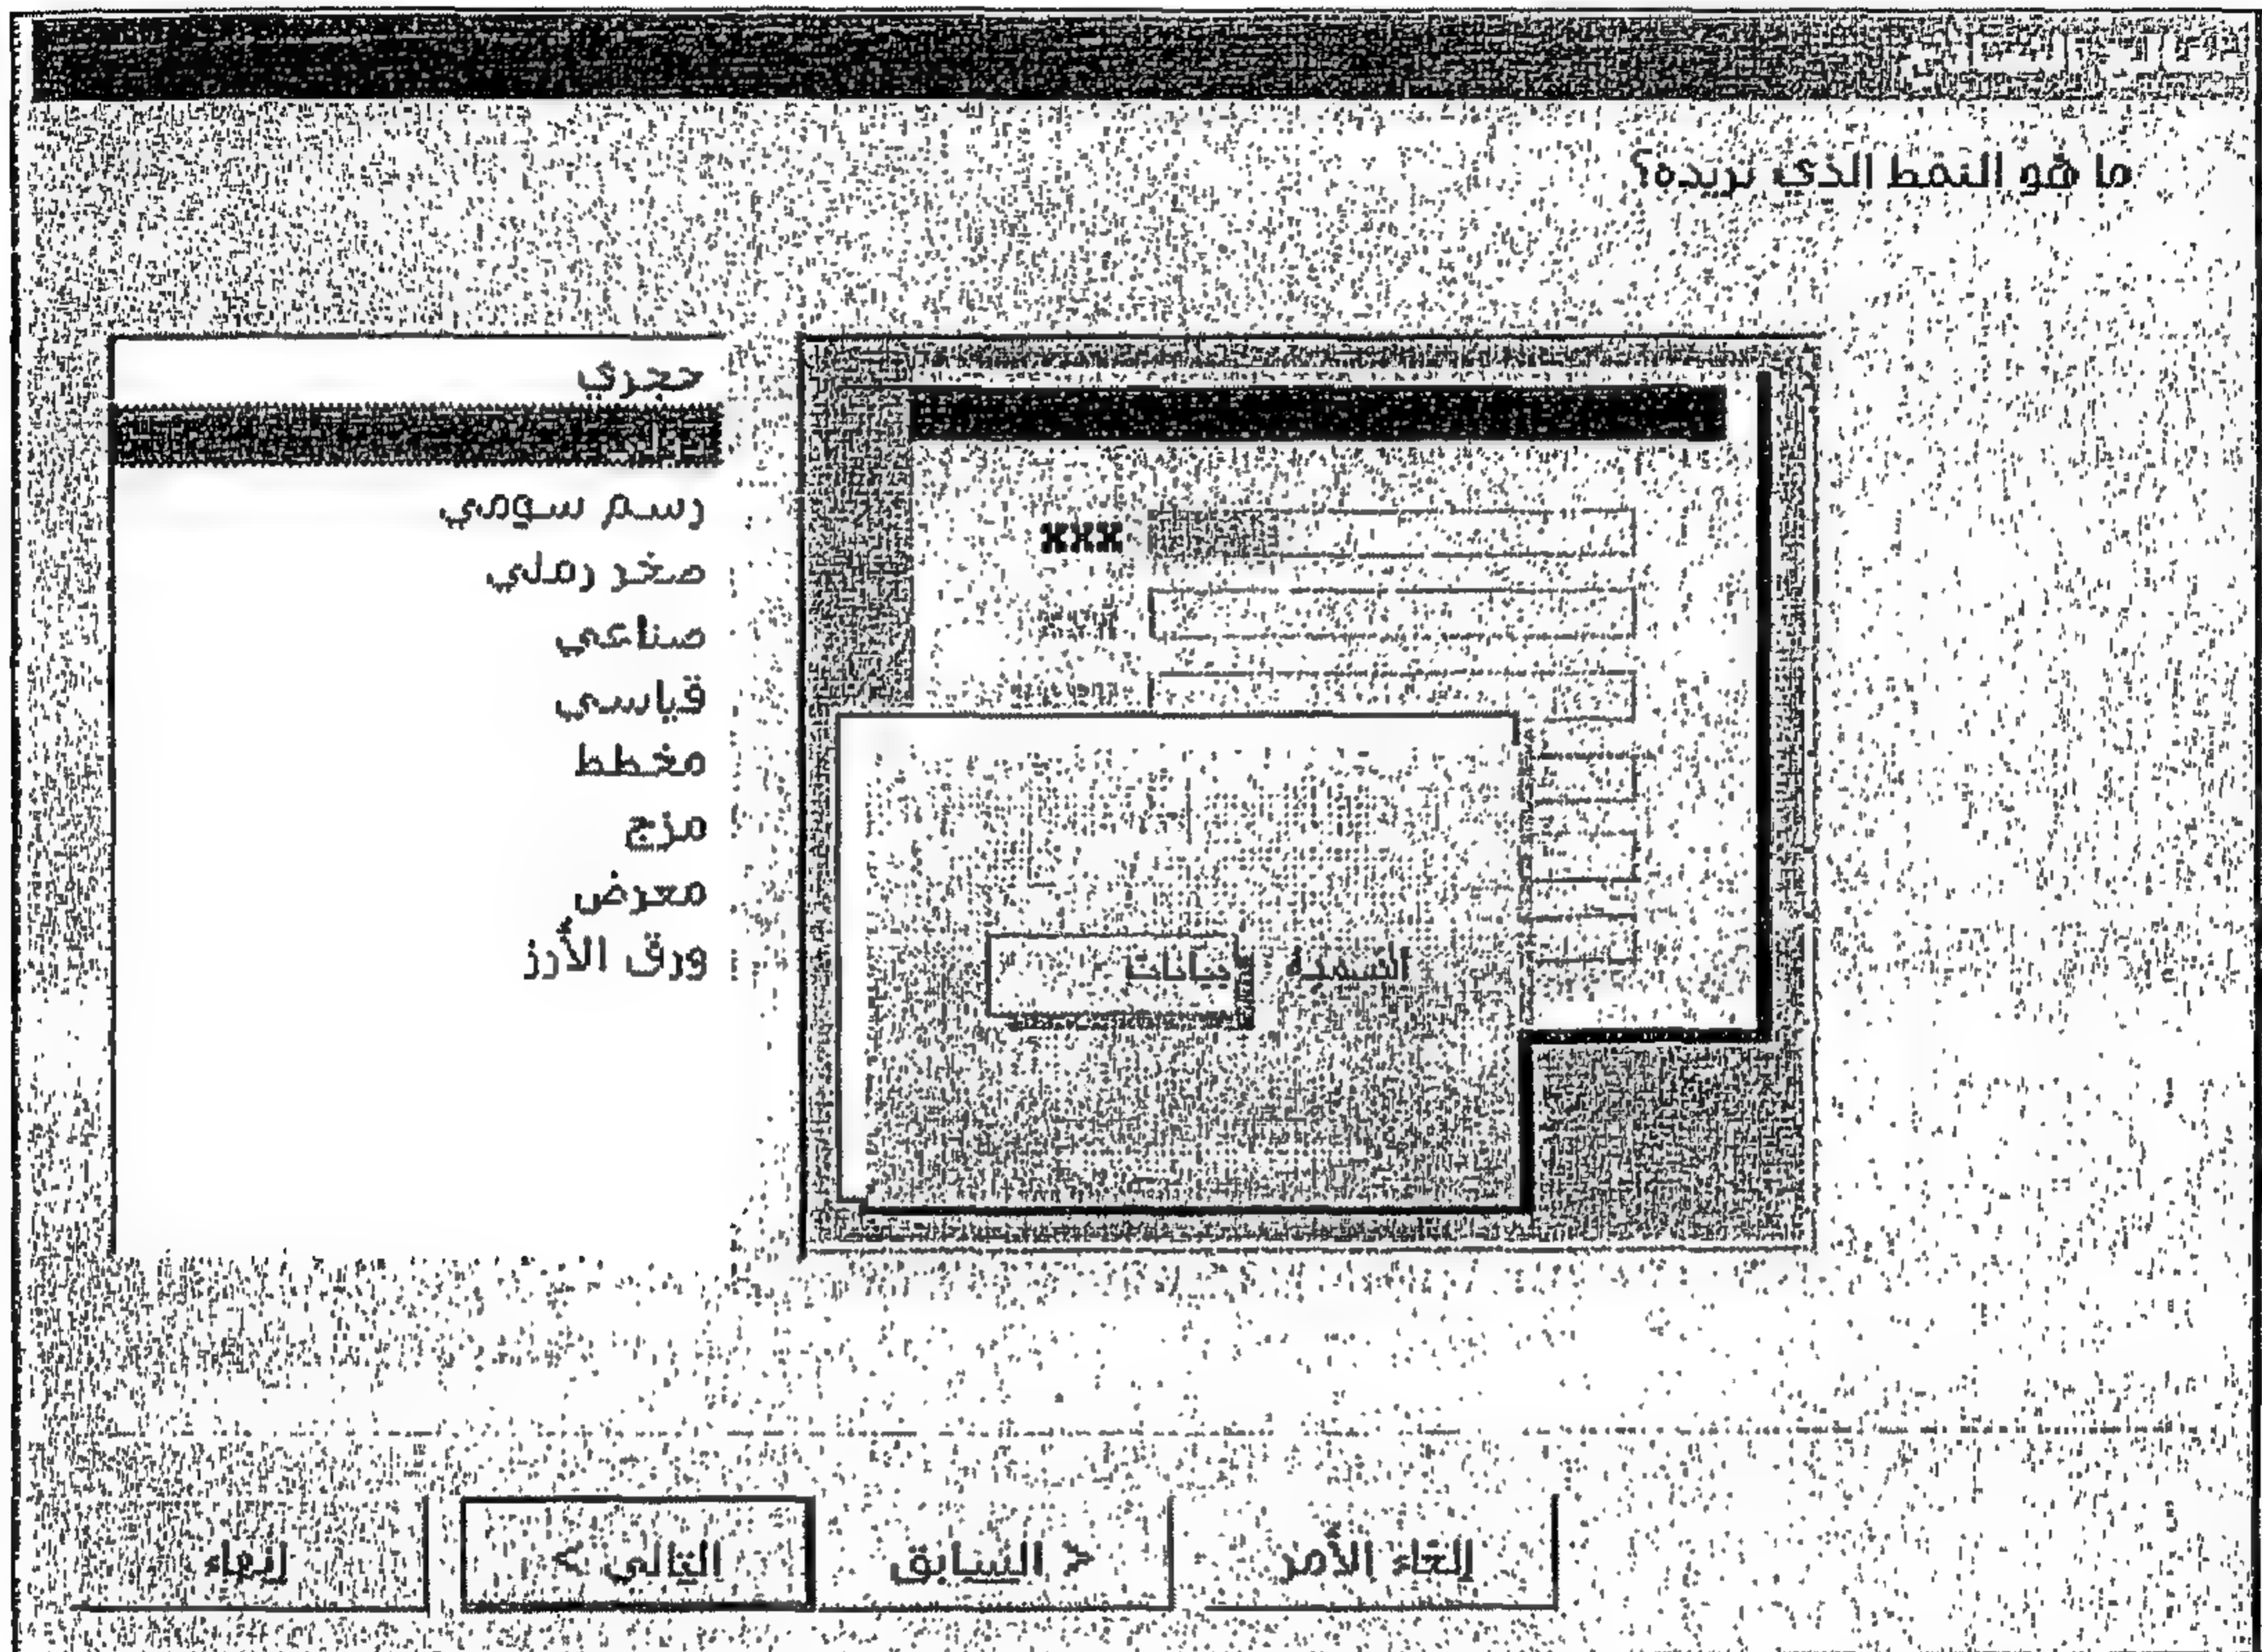 ما هو النمط الذي تريده؟
حجري
دولي
رسم سومي
صخر رملي
صناعي
قياسي
مخطط
مزج
معرض
ورق الأرز
xxx
التسمية بيانات
إلغاء الأمر
< السابق
التالي >
إنهاء